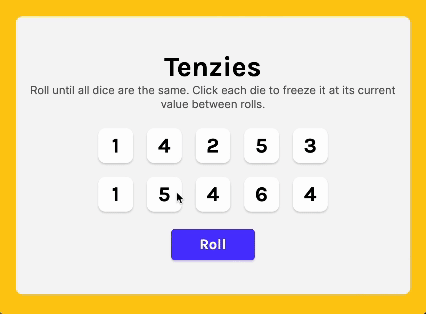 Tenzies
Roll until all dice are the same. Click each die to freeze it at its current
value between rolls.
1 4 2 5 3
1 5 4 6 4
Roll